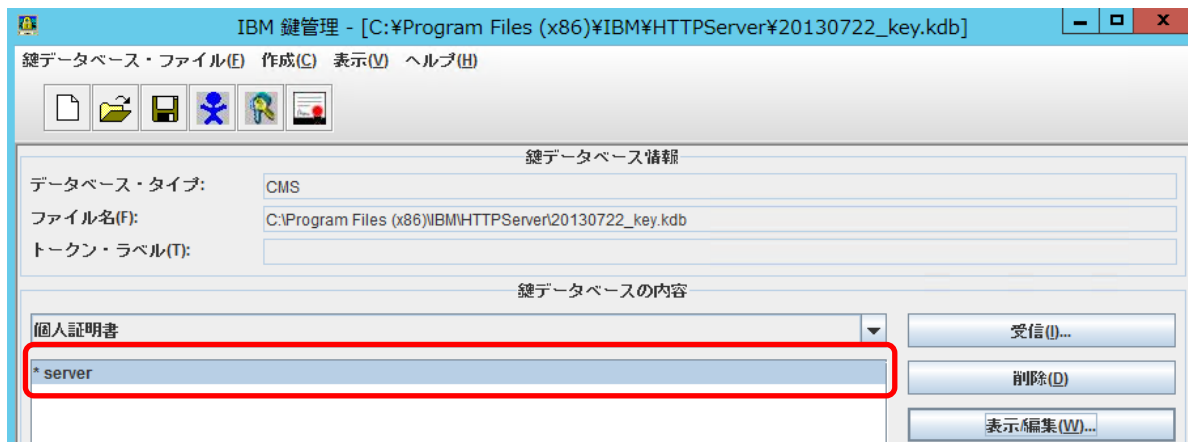 IBM 鍵管理 - [C:¥Program Files (x86)¥IBM¥HTTPServer¥20130722_key.kdb]
鍵データベース・ファイル(F) 作成(C) 表示(V) ヘルプ(H)
鍵データベース情報
データベース・タイプ: CMS
ファイル名(F): C:\Program Files (x86)\IBM\HTTPServer\20130722_key.kdb
トークン・ラベル(T):
鍵データベースの内容
個人証明書 受信(I)...
* server 削除(D)
表示/編集(W)...